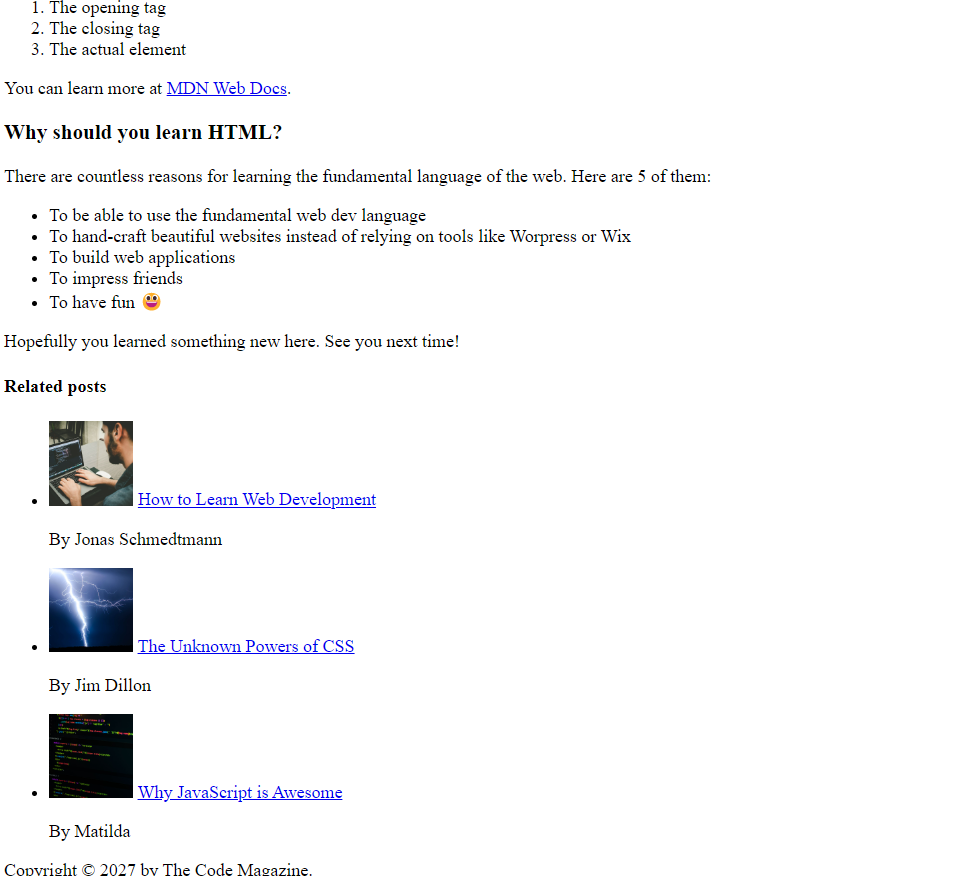 1. The opening tag
2. The closing tag
3. The actual element
You can learn more at MDN Web Docs.
Why should you learn HTML?
There are countless reasons for learning the fundamental language of the web. Here are 5 of them:
• To be able to use the fundamental web dev language
• To hand-craft beautiful websites instead of relying on tools like Worpress or Wix
• To build web applications
• To impress friends
• To have fun 😃
Hopefully you learned something new here. See you next time!
Related posts
• How to Learn Web Development
By Jonas Schmedtmann
• The Unknown Powers of CSS
By Jim Dillon
• Why JavaScript is Awesome
By Matilda
Copyright © 2027 by The Code Magazine.